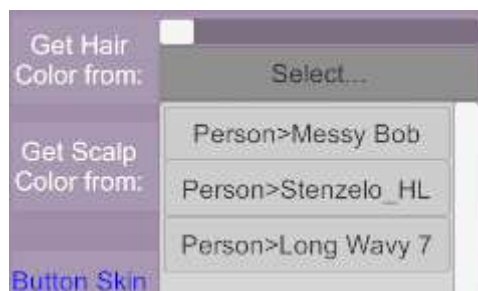 Get Hair
Color from:
Select...
Get Scalp
Color from:
Person>Messy Bob
Person>Stenzelo_HL
Person>Long Wavy 7
Button Skin